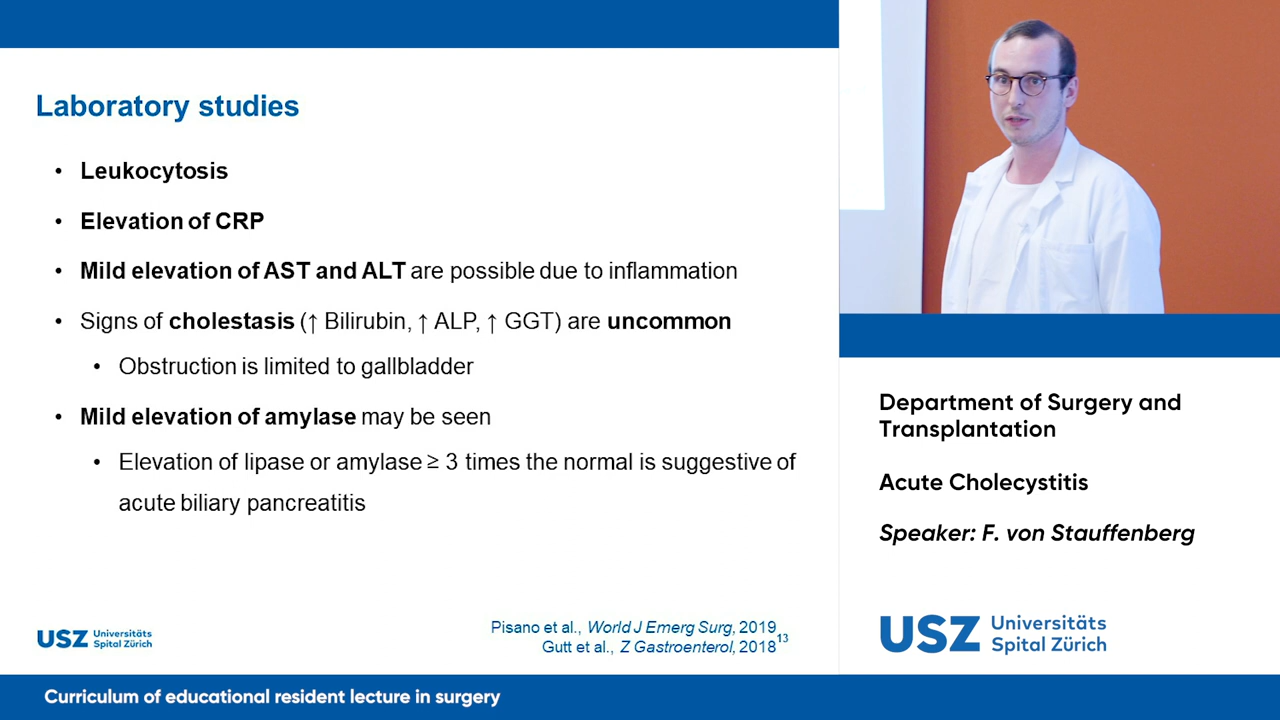 Laboratory studies
• Leukocytosis
• Elevation of CRP
• Mild elevation of AST and ALT are possible due to inflammation
• Signs of cholestasis (↑ Bilirubin, ↑ ALP, ↑ GGT) are uncommon
• Obstruction is limited to gallbladder
• Mild elevation of amylase may be seen
• Elevation of lipase or amylase ≥ 3 times the normal is suggestive of
acute biliary pancreatitis
Pisano et al., World J Emerg Surg, 2019
Gutt et al., Z Gastroenterol, 2018
13
USZ Universitäts
Spital Zürich
Department of Surgery and
Transplantation
Acute Cholecystitis
Speaker: F. von Stauffenberg
USZ Universitäts
Spital Zürich
Curriculum of educational resident lecture in surgery